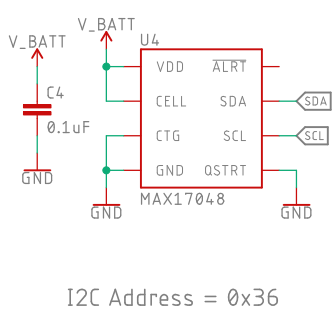 V_BATT
V_BATT
U4
VDD
ALRT
C4
CELL
SDA
SDA
0.1uF
CTG
SCL
SCL
GND
GND
QSTRT
MAX17048
GND
GND
I2C Address = 0x36